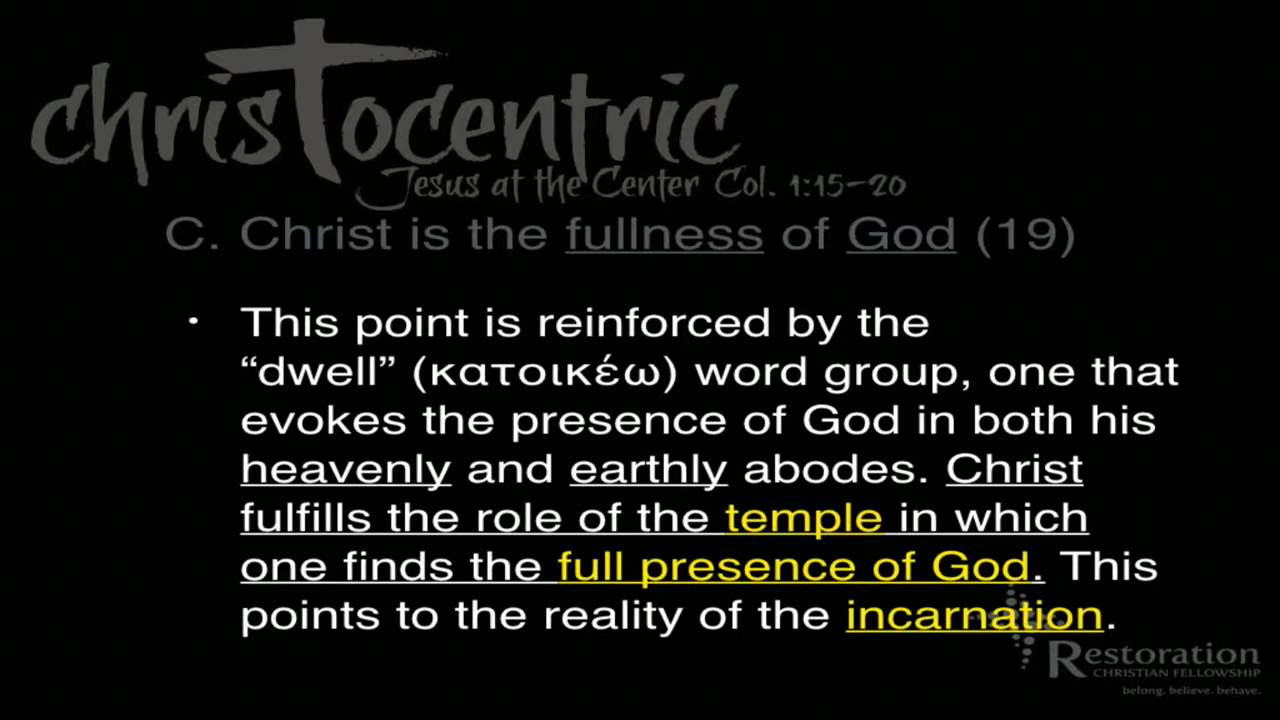 chrisTocentric
Jesus at the Center Col. 1:15-20
C. Christ is the fullness of God (19)
• This point is reinforced by the
“dwell” (κατοικέω) word group, one that
evokes the presence of God in both his
heavenly and earthly abodes. Christ
fulfills the role of the temple in which
one finds the full presence of God. This
points to the reality of the incarnation.
Restoration
CHRISTIAN FELLOWSHIP
belong. believe. behave.